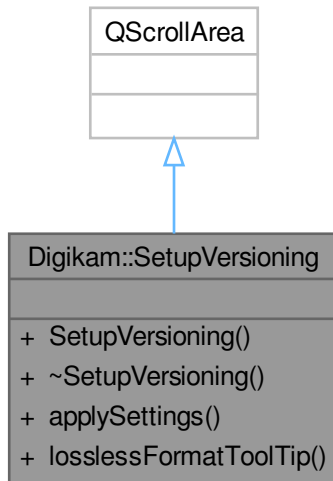 QScrollArea
Digikam::SetupVersioning
+ SetupVersioning()
+ ~SetupVersioning()
+ applySettings()
+ losslessFormatToolTip()